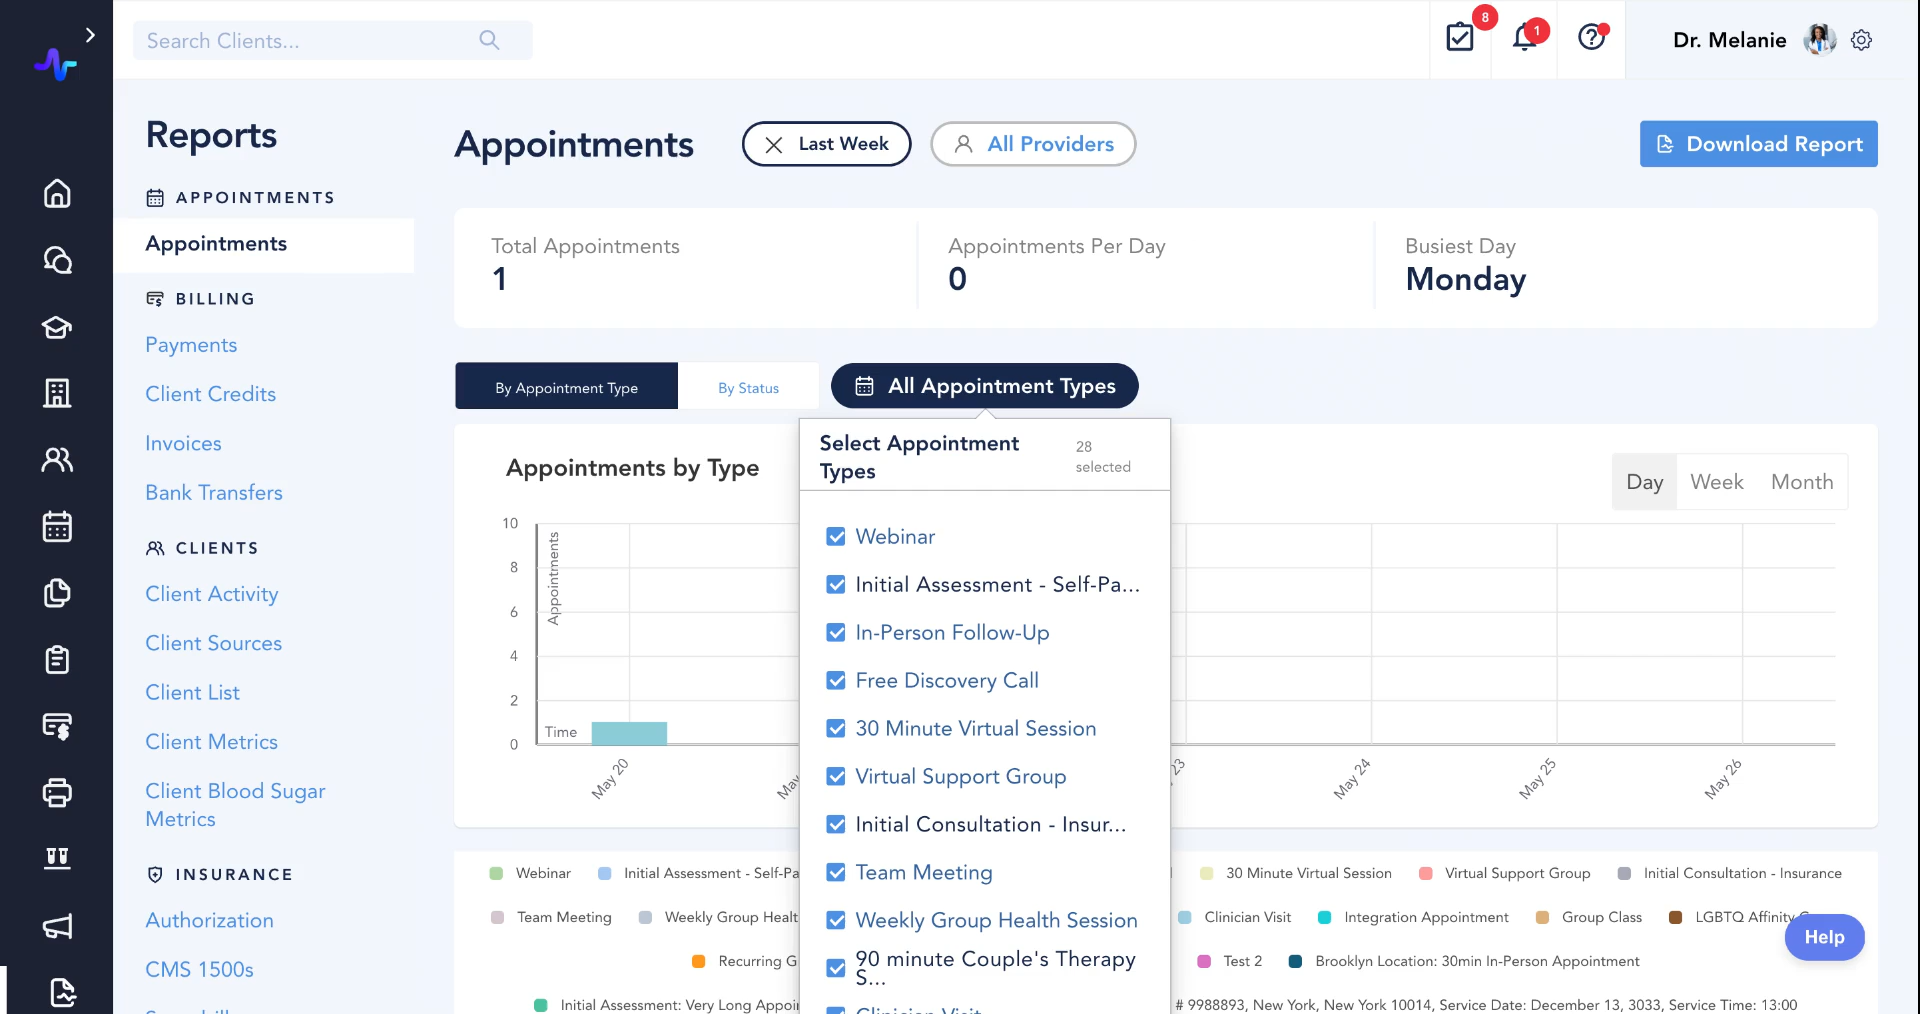 Search Clients...
8
1
Dr. Melanie
Reports
APPOINTMENTS
Appointments
BILLING
Payments
Client Credits
Invoices
Bank Transfers
CLIENTS
Client Activity
Client Sources
Client List
Client Metrics
Client Blood Sugar
Metrics
INSURANCE
Authorization
CMS 1500s
Appointments
Last Week
All Providers
Download Report
Total Appointments
1
Appointments Per Day
0
Busiest Day
Monday
By Appointment Type
By Status
All Appointment Types
Select Appointment
Types
28
selected
Webinar
Initial Assessment - Self-Pa...
In-Person Follow-Up
Free Discovery Call
30 Minute Virtual Session
Virtual Support Group
Initial Consultation - Insur...
Team Meeting
Weekly Group Health Session
90 minute Couple's Therapy
S...
Clinician Visit
Appointments by Type
Day
Week
Month
10
8
6
4
2
0
Appointments
Time
May 20
May
23
May 24
May 25
May 26
Webinar
Initial Assessment - Self-Pa
30 Minute Virtual Session
Virtual Support Group
Initial Consultation - Insurance
Team Meeting
Weekly Group Healt
Clinician Visit
Integration Appointment
Group Class
LGBTQ Affinity
Recurring G
Test 2
Brooklyn Location: 30min In-Person Appointment
Initial Assessment: Very Long Appoi
# 9988893, New York, New York 10014, Service Date: December 13, 3033, Service Time: 13:00
Help